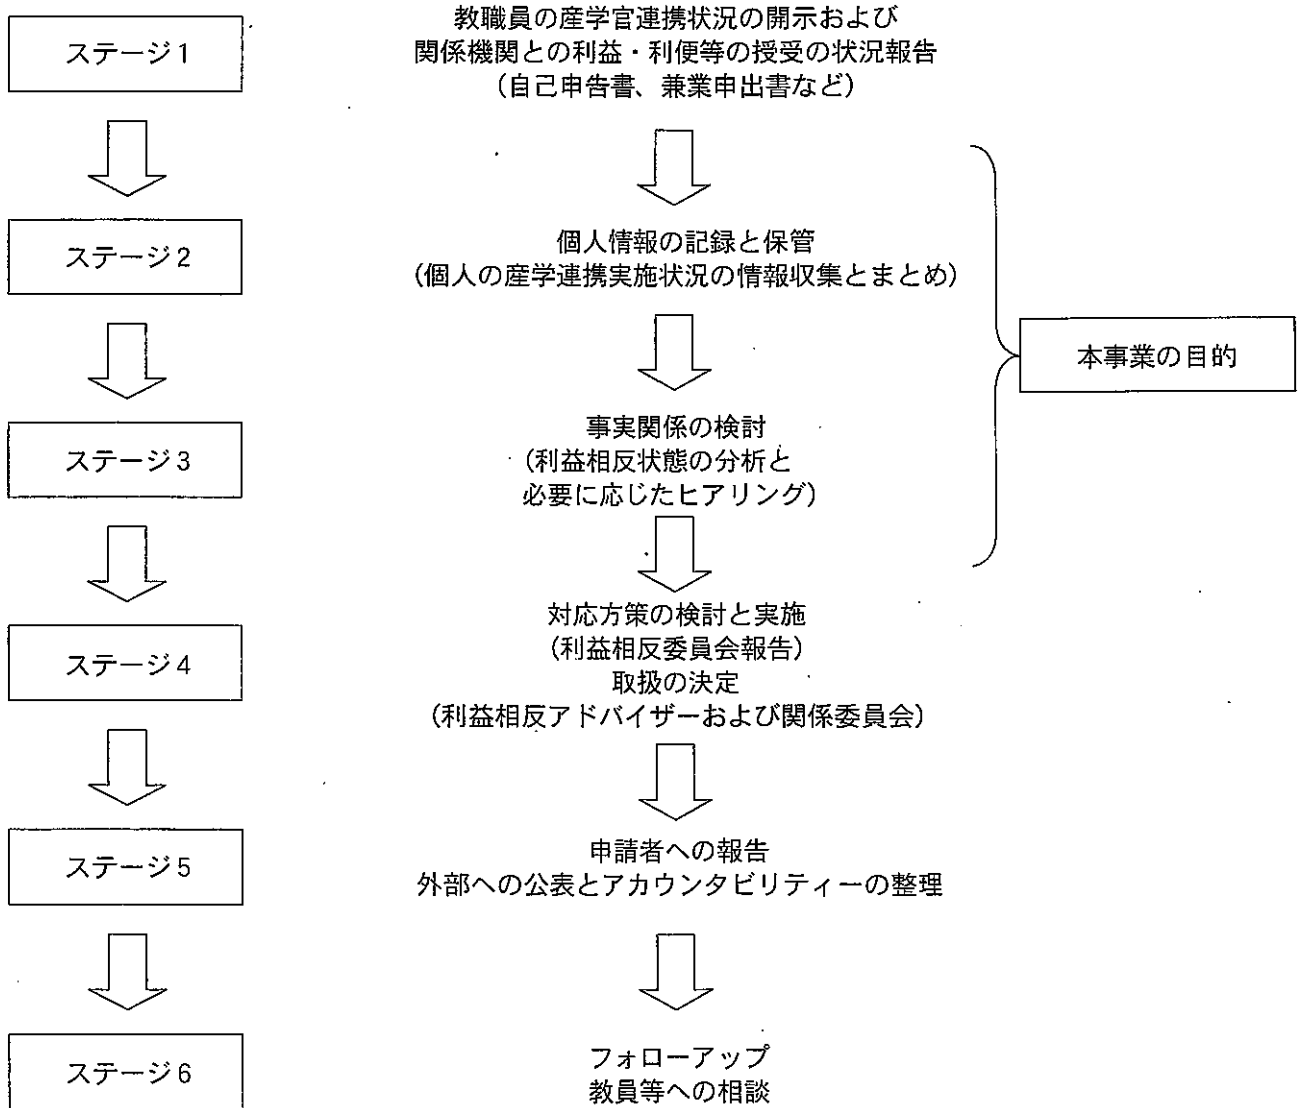 ステージ1
教職員の産学官連携状況の開示および
関係機関との利益・利便等の授受の状況報告
（自己申告書、兼業申出書など）
ステージ2
個人情報の記録と保管
（個人の産学連携実施状況の情報収集とまとめ）
本事業の目的
ステージ3
事実関係の検討
（利益相反状態の分析と
必要に応じたヒアリング）
ステージ4
対応方策の検討と実施
（利益相反委員会報告）
取扱の決定
（利益相反アドバイザーおよび関係委員会）
ステージ5
申請者への報告
外部への公表とアカウンタビリティーの整理
ステージ6
フォローアップ
教員等への相談